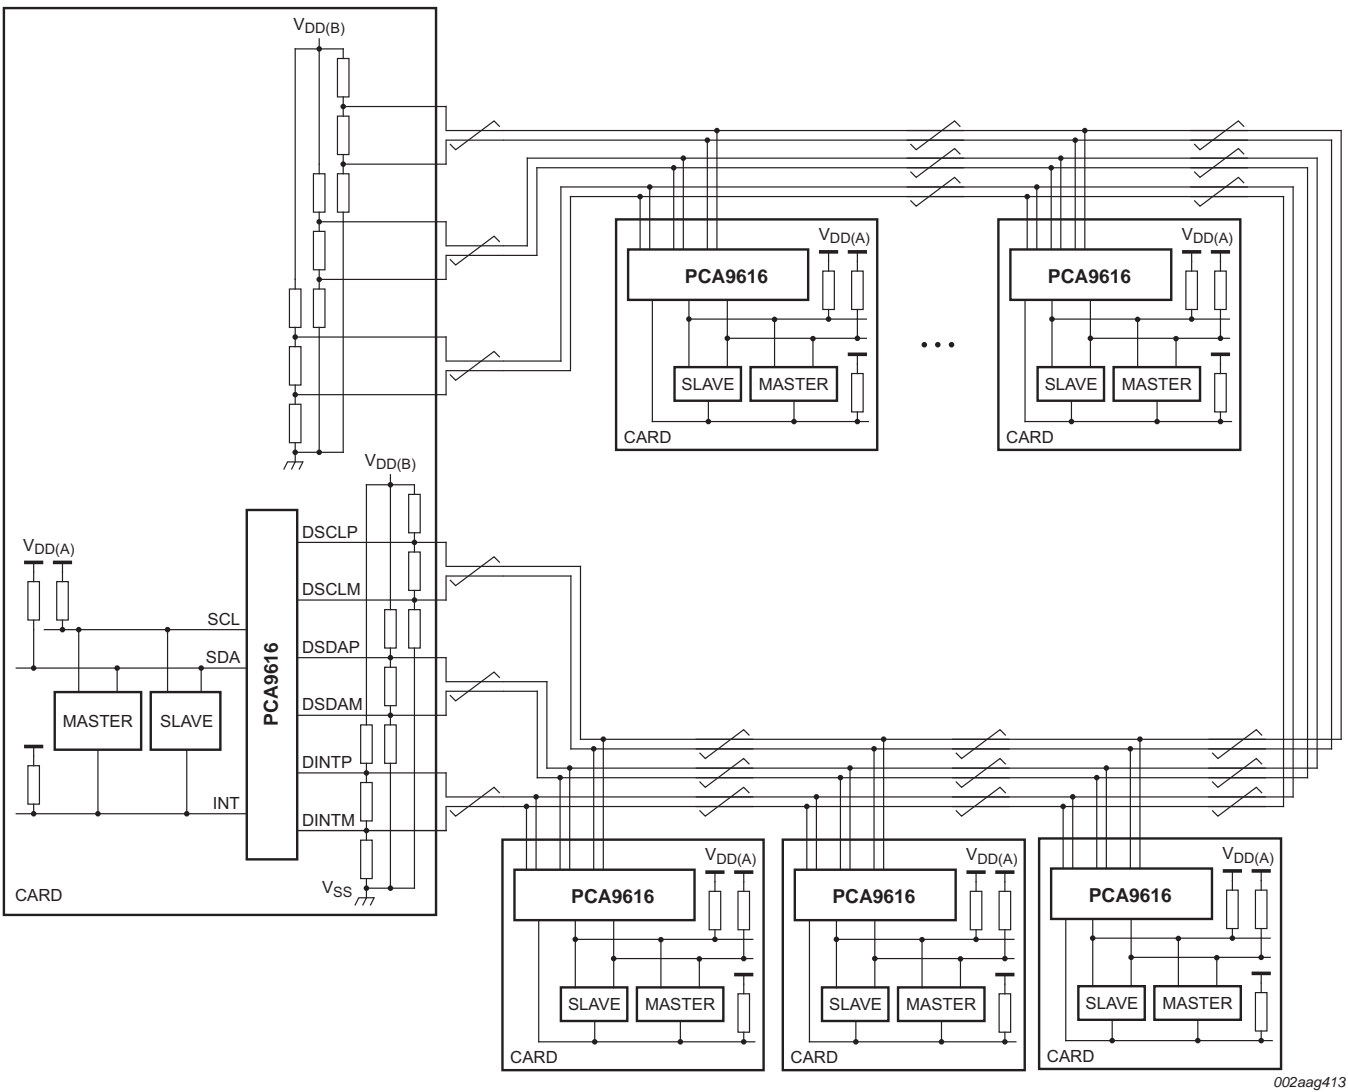 VDD(B)
VDD(A)
PCA9616
SLAVE
MASTER
CARD
• • •
VDD(A)
PCA9616
SLAVE
MASTER
CARD
VDD(B)
VDD(A)
SCL
SDA
INT
MASTER
SLAVE
PCA9616
DSCLP
DSCLM
DSDAP
DSDAM
DINTP
DINTM
VSS
CARD
VDD(A)
PCA9616
SLAVE
MASTER
CARD
VDD(A)
PCA9616
SLAVE
MASTER
CARD
VDD(A)
PCA9616
SLAVE
MASTER
CARD
002aag413